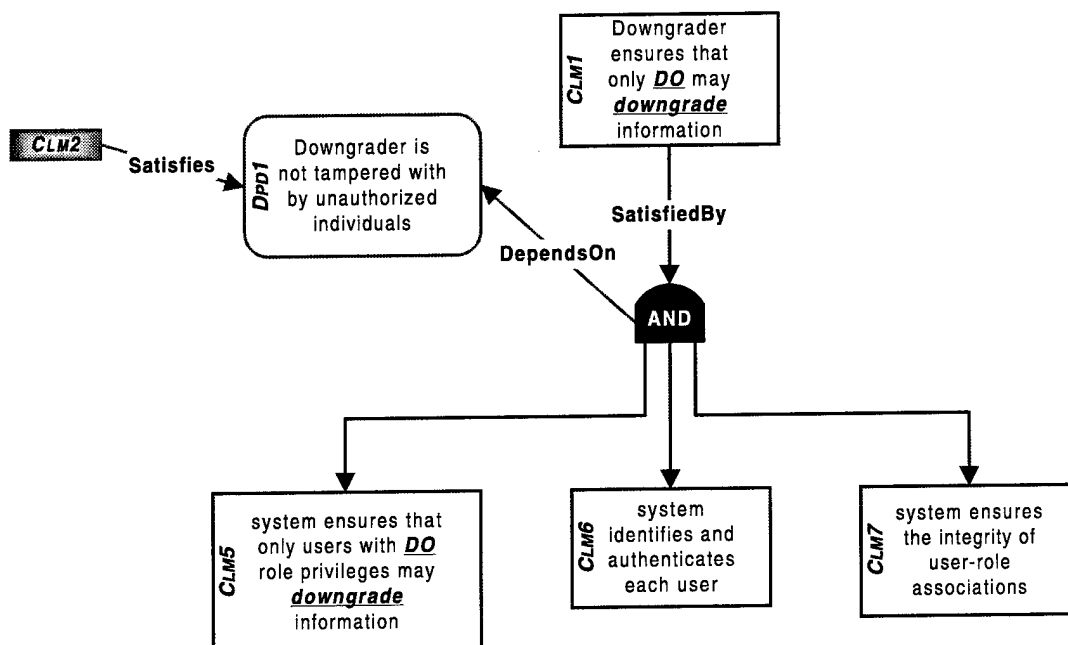 CLM1
Downgrader
ensures that
only DO may
downgrade
information
CLM2
Satisfies
DPD1
Downgrader is
not tampered with
by unauthorized
individuals
SatisfiedBy
DependsOn
AND
CLM5
system ensures that
only users with DO
role privileges may
downgrade
information
CLM6
system
identifies and
authenticates
each user
CLM7
system ensures
the integrity of
user-role
associations